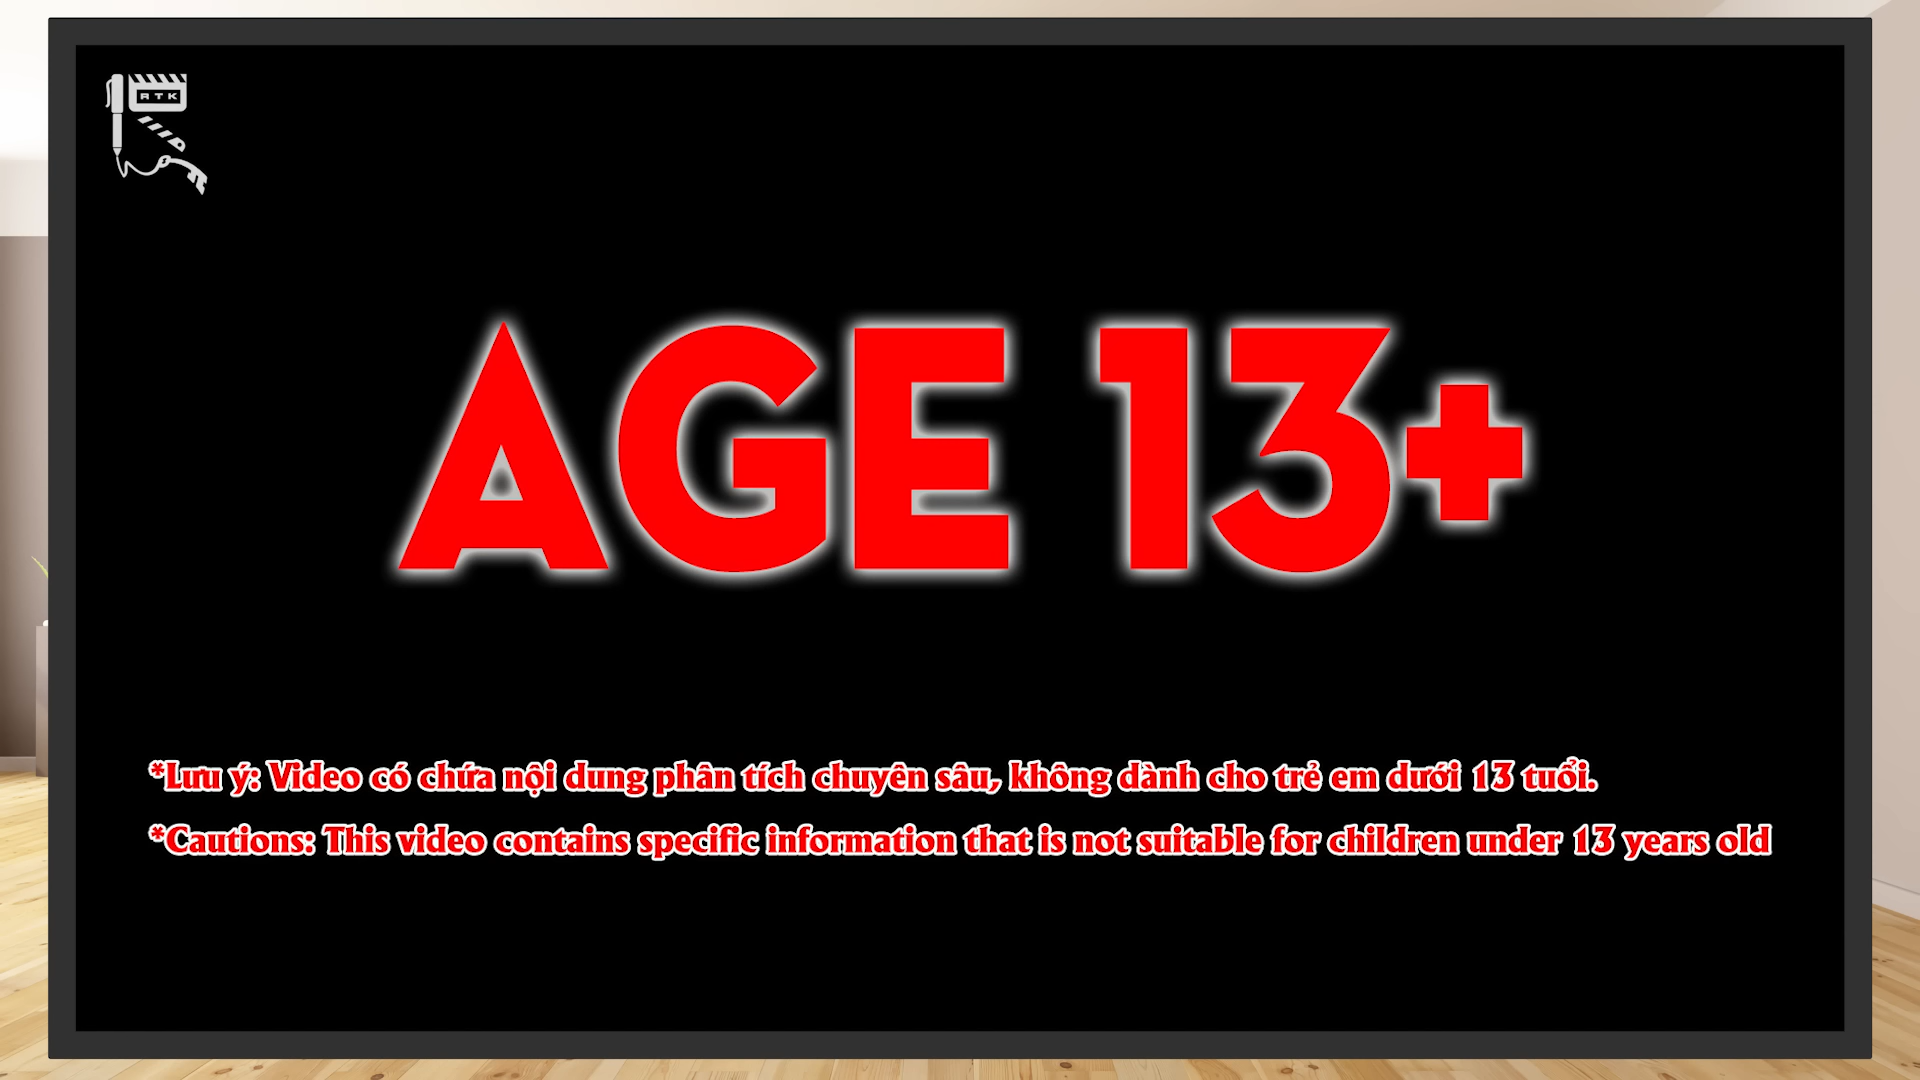 RTK
AGE 13+
*Lưu ý: Video có chứa nội dung phân tích chuyên sâu, không dành cho trẻ em dưới 13 tuổi.
*Cautions: This video contains specific information that is not suitable for children under 13 years old